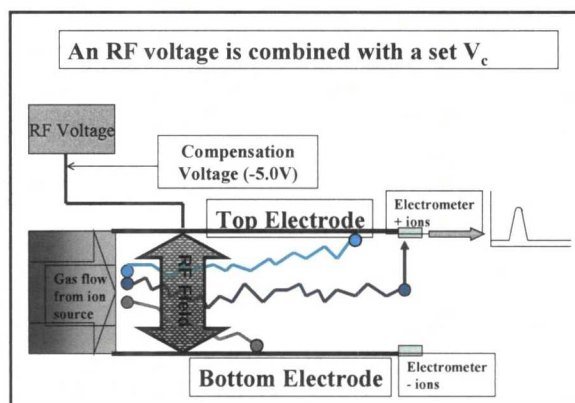 An RF voltage is combined with a set Vc
RF Voltage
Compensation
Voltage (-5.0V)
Electrometer
+ ions
Top Electrode
RF Field
Gas flow
from ion
source
Bottom Electrode
Electrometer
- ions